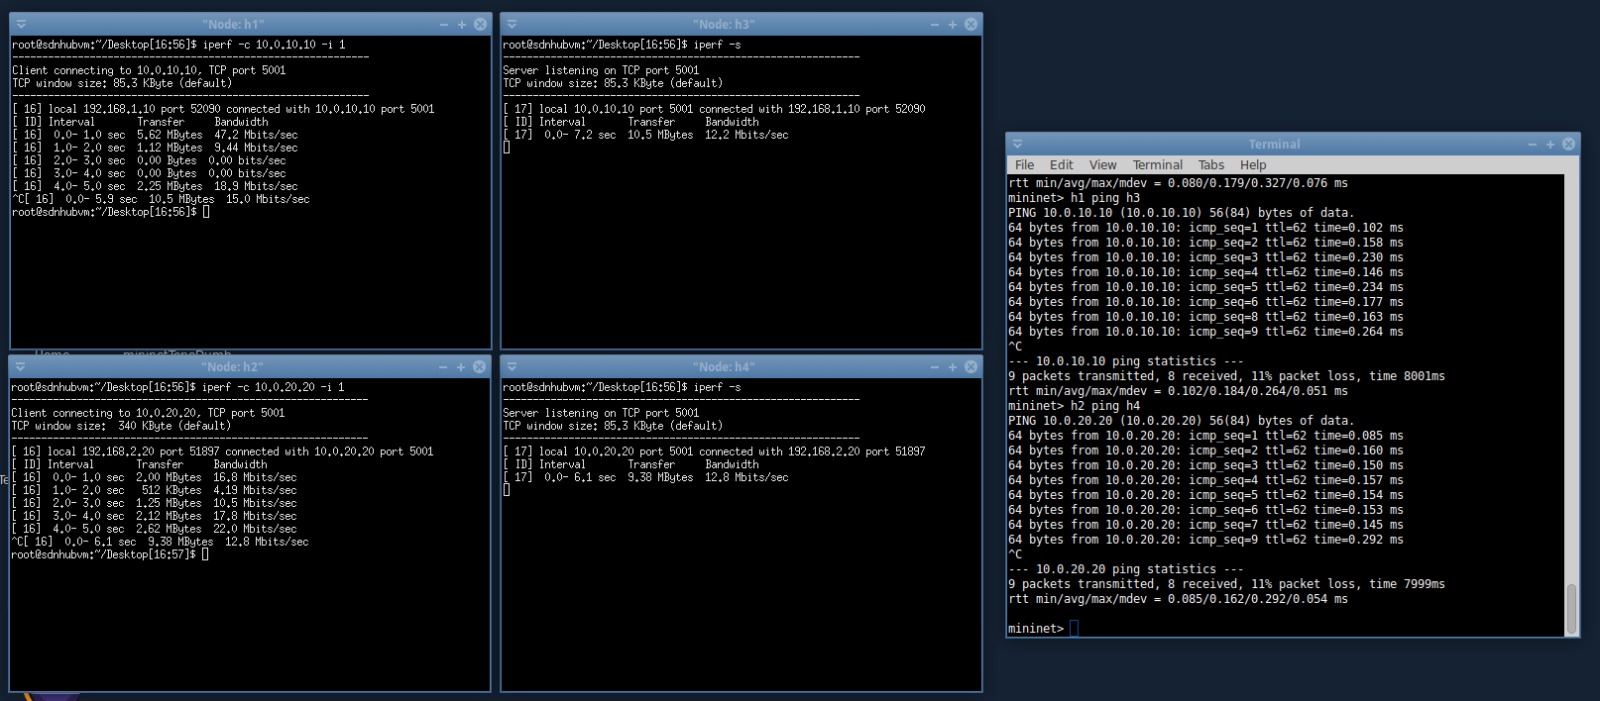 "Node: h1"
root@sdnhubvm:~/Desktop[16:56]$ iperf -c 10.0.10.10 -i 1
------------------------------------------------------------
Client connecting to 10.0.10.10, TCP port 5001
TCP window size: 85.3 KByte (default)
------------------------------------------------------------
[ 16] local 192.168.1.10 port 52090 connected with 10.0.10.10 port 5001
[ ID] Interval       Transfer     Bandwidth
[ 16]  0.0- 1.0 sec  5.62 MBytes  47.2 Mbits/sec
[ 16]  1.0- 2.0 sec  1.12 MBytes  9.44 Mbits/sec
[ 16]  2.0- 3.0 sec  0.00 Bytes  0.00 bits/sec
[ 16]  3.0- 4.0 sec  0.00 Bytes  0.00 bits/sec
[ 16]  4.0- 5.0 sec  2.25 MBytes  18.9 Mbits/sec
^C[ 16]  0.0- 5.9 sec  10.5 MBytes  15.0 Mbits/sec
root@sdnhubvm:~/Desktop[16:56]$
"Node: h3"
root@sdnhubvm:~/Desktop[16:56]$ iperf -s
------------------------------------------------------------
Server listening on TCP port 5001
TCP window size: 85.3 KByte (default)
------------------------------------------------------------
[ 17] local 10.0.10.10 port 5001 connected with 192.168.1.10 port 52090
[ ID] Interval       Transfer     Bandwidth
[ 17]  0.0- 7.2 sec  10.5 MBytes  12.2 Mbits/sec
"Node: h2"
root@sdnhubvm:~/Desktop[16:56]$ iperf -c 10.0.20.20 -i 1
------------------------------------------------------------
Client connecting to 10.0.20.20, TCP port 5001
TCP window size:  340 KByte (default)
------------------------------------------------------------
[ 16] local 192.168.2.20 port 51897 connected with 10.0.20.20 port 5001
[ ID] Interval       Transfer     Bandwidth
[ 16]  0.0- 1.0 sec  2.00 MBytes  16.8 Mbits/sec
[ 16]  1.0- 2.0 sec   512 KBytes  4.19 Mbits/sec
[ 16]  2.0- 3.0 sec  1.25 MBytes  10.5 Mbits/sec
[ 16]  3.0- 4.0 sec  2.12 MBytes  17.8 Mbits/sec
[ 16]  4.0- 5.0 sec  2.62 MBytes  22.0 Mbits/sec
^C[ 16]  0.0- 6.1 sec  9.38 MBytes  12.8 Mbits/sec
root@sdnhubvm:~/Desktop[16:57]$
"Node: h4"
root@sdnhubvm:~/Desktop[16:56]$ iperf -s
------------------------------------------------------------
Server listening on TCP port 5001
TCP window size: 85.3 KByte (default)
------------------------------------------------------------
[ 17] local 10.0.20.20 port 5001 connected with 192.168.2.20 port 51897
[ ID] Interval       Transfer     Bandwidth
[ 17]  0.0- 6.1 sec  9.38 MBytes  12.8 Mbits/sec
Terminal
File Edit View Terminal Tabs Help
rtt min/avg/max/mdev = 0.080/0.179/0.327/0.076 ms
mininet> h1 ping h3
PING 10.0.10.10 (10.0.10.10) 56(84) bytes of data.
64 bytes from 10.0.10.10: icmp_seq=1 ttl=62 time=0.102 ms
64 bytes from 10.0.10.10: icmp_seq=2 ttl=62 time=0.158 ms
64 bytes from 10.0.10.10: icmp_seq=3 ttl=62 time=0.230 ms
64 bytes from 10.0.10.10: icmp_seq=4 ttl=62 time=0.146 ms
64 bytes from 10.0.10.10: icmp_seq=5 ttl=62 time=0.234 ms
64 bytes from 10.0.10.10: icmp_seq=6 ttl=62 time=0.177 ms
64 bytes from 10.0.10.10: icmp_seq=8 ttl=62 time=0.163 ms
64 bytes from 10.0.10.10: icmp_seq=9 ttl=62 time=0.264 ms
^C
--- 10.0.10.10 ping statistics ---
9 packets transmitted, 8 received, 11% packet loss, time 8001ms
rtt min/avg/max/mdev = 0.102/0.184/0.264/0.051 ms
mininet> h2 ping h4
PING 10.0.20.20 (10.0.20.20) 56(84) bytes of data.
64 bytes from 10.0.20.20: icmp_seq=1 ttl=62 time=0.085 ms
64 bytes from 10.0.20.20: icmp_seq=2 ttl=62 time=0.160 ms
64 bytes from 10.0.20.20: icmp_seq=3 ttl=62 time=0.150 ms
64 bytes from 10.0.20.20: icmp_seq=4 ttl=62 time=0.157 ms
64 bytes from 10.0.20.20: icmp_seq=5 ttl=62 time=0.154 ms
64 bytes from 10.0.20.20: icmp_seq=6 ttl=62 time=0.153 ms
64 bytes from 10.0.20.20: icmp_seq=7 ttl=62 time=0.145 ms
64 bytes from 10.0.20.20: icmp_seq=9 ttl=62 time=0.292 ms
^C
--- 10.0.20.20 ping statistics ---
9 packets transmitted, 8 received, 11% packet loss, time 7999ms
rtt min/avg/max/mdev = 0.085/0.162/0.292/0.054 ms
mininet>